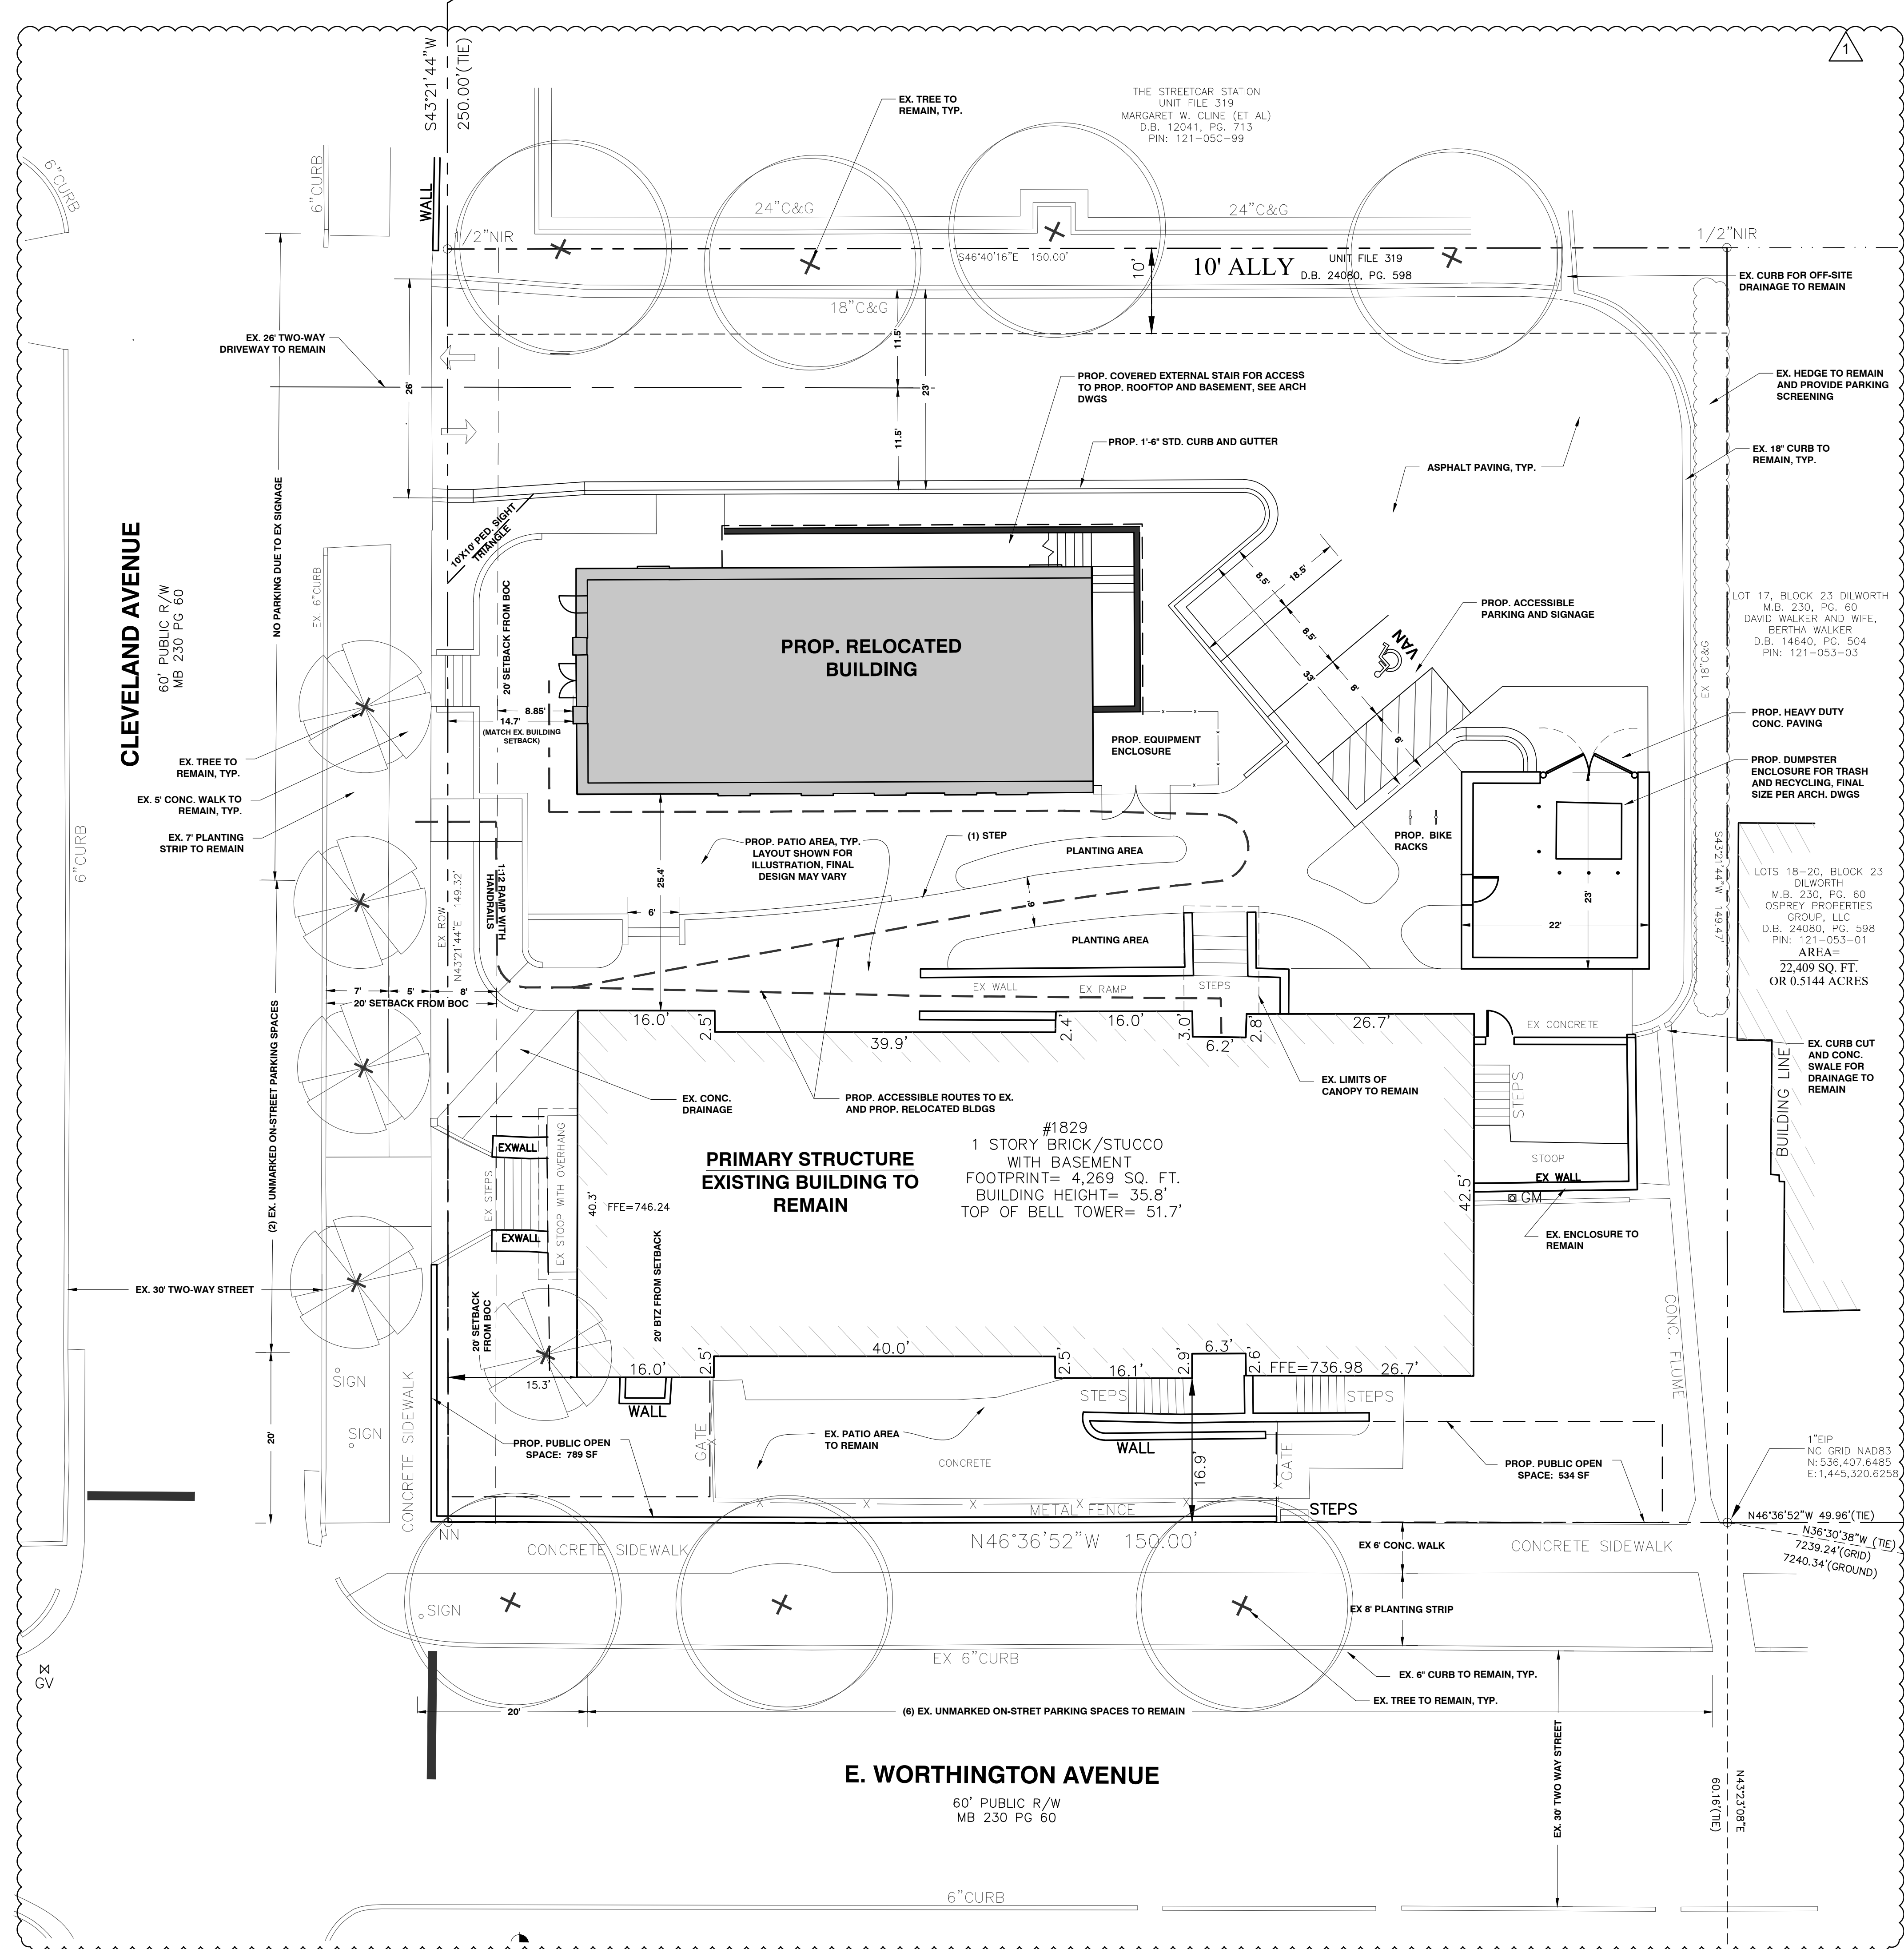 1
S43°21'44"W
250.00'(TIE)
EX. TREE TO
REMAIN, TYP.
THE STREETCAR STATION
UNIT FILE 319
MARGARET W. CLINE (ET AL)
D.B. 12041, PG. 713
PIN: 121-05C-99
6"CURB
6"CURB
WALL
24"C&G
24"C&G
1/2"NIR
1/2"NIR
S46°40'16"E 150.00'
10'
10' ALLY
UNIT FILE 319
D.B. 24080, PG. 598
EX. CURB FOR OFF-SITE
DRAINAGE TO REMAIN
18"C&G
EX. 26' TWO-WAY
DRIVEWAY TO REMAIN
11.5'
26'
23'
11.5'
PROP. COVERED EXTERNAL STAIR FOR ACCESS
TO PROP. ROOFTOP AND BASEMENT, SEE ARCH
DWGS
EX. HEDGE TO REMAIN
AND PROVIDE PARKING
SCREENING
PROP. 1'-6" STD. CURB AND GUTTER
EX. 18" CURB TO
REMAIN, TYP.
ASPHALT PAVING, TYP.
NO PARKING DUE TO EX SIGNAGE
10'X10' PED. SIGHT
TRIANGLE
CLEVELAND AVENUE
60' PUBLIC R/W
MB 230 PG 60
EX. 6"CURB
20' SETBACK FROM BOC
8.5'
18.5'
8.5'
33'
8'
8'
VAN
PROP. ACCESSIBLE
PARKING AND SIGNAGE
LOT 17, BLOCK 23 DILWORTH
M.B. 230, PG. 60
DAVID WALKER AND WIFE,
BERTHA WALKER
D.B. 14640, PG. 504
PIN: 121-053-03
EX 18"C&G
PROP. RELOCATED
BUILDING
8.85'
14.7'
(MATCH EX. BUILDING
SETBACK)
PROP. EQUIPMENT
ENCLOSURE
PROP. HEAVY DUTY
CONC. PAVING
EX. TREE TO
REMAIN, TYP.
PROP. DUMPSTER
ENCLOSURE FOR TRASH
AND RECYCLING, FINAL
SIZE PER ARCH. DWGS
EX. 5' CONC. WALK TO
REMAIN, TYP.
EX. 7' PLANTING
STRIP TO REMAIN
6"CURB
PROP. PATIO AREA, TYP.
LAYOUT SHOWN FOR
ILLUSTRATION, FINAL
DESIGN MAY VARY
(1) STEP
PLANTING AREA
PROP. BIKE
RACKS
25.4'
6'
6'
1:12 RAMP WITH
HANDRAILS
EX ROW
N43°21'44"E 149.32'
PLANTING AREA
22'
23'
S43°21'44"W 149.47'
LOTS 18-20, BLOCK 23
DILWORTH
M.B. 230, PG. 60
OSPREY PROPERTIES
GROUP, LLC
D.B. 24080, PG. 598
PIN: 121-053-01
AREA=
22,409 SQ. FT.
OR 0.5144 ACRES
7'
5'
8'
20' SETBACK FROM BOC
EX WALL
EX RAMP
STEPS
16.0'
2.5'
39.9'
2.4'
16.0'
3.0'
6.2'
2.8'
26.7'
EX CONCRETE
EX. CURB CUT
AND CONC.
SWALE FOR
DRAINAGE TO
REMAIN
BUILDING LINE
(2) EX. UNMARKED ON-STREET PARKING SPACES
EX. CONC.
DRAINAGE
PROP. ACCESSIBLE ROUTES TO EX.
AND PROP. RELOCATED BLDGS
EX. LIMITS OF
CANOPY TO REMAIN
STEPS
STOOP
EX WALL
GM
EXWALL
EX STEPS
EXWALL
EX STOOP WITH OVERHANG
40.3'
FFE=746.24
PRIMARY STRUCTURE
EXISTING BUILDING TO
REMAIN
#1829
1 STORY BRICK/STUCCO
WITH BASEMENT
FOOTPRINT= 4,269 SQ. FT.
BUILDING HEIGHT= 35.8'
TOP OF BELL TOWER= 51.7'
42.5'
EX. ENCLOSURE TO
REMAIN
EX. 30' TWO-WAY STREET
20' SETBACK
FROM BOC
20' BTZ FROM SETBACK
CONC. FLUME
16.0'
2.5'
40.0'
2.5'
16.1'
2.9'
6.3'
2.6'
FFE=736.98
26.7'
15.3'
WALL
STEPS
STEPS
SIGN
SIGN
20'
CONCRETE SIDEWALK
GATE
PROP. PUBLIC OPEN
SPACE: 789 SF
EX. PATIO AREA
TO REMAIN
CONCRETE
WALL
16.9'
GATE
PROP. PUBLIC OPEN
SPACE: 534 SF
1"EIP
NC GRID NAD83
N: 536,407.6485
E: 1,445,320.6258
METAL FENCE
STEPS
NN
N46°36'52"W 49.96'(TIE)
N36°30'38"W (TIE)
7239.24'(GRID)
7240.34'(GROUND)
CONCRETE SIDEWALK
N46°36'52"W 150.00'
EX 6' CONC. WALK
CONCRETE SIDEWALK
SIGN
EX 8' PLANTING STRIP
GV
EX 6"CURB
EX. 6" CURB TO REMAIN, TYP.
EX. TREE TO REMAIN, TYP.
20'
(6) EX. UNMARKED ON-STRET PARKING SPACES TO REMAIN
E. WORTHINGTON AVENUE
60' PUBLIC R/W
MB 230 PG 60
EX. 30' TWO WAY STREET
60.16'(TIE)
N43°23'08"E
6"CURB